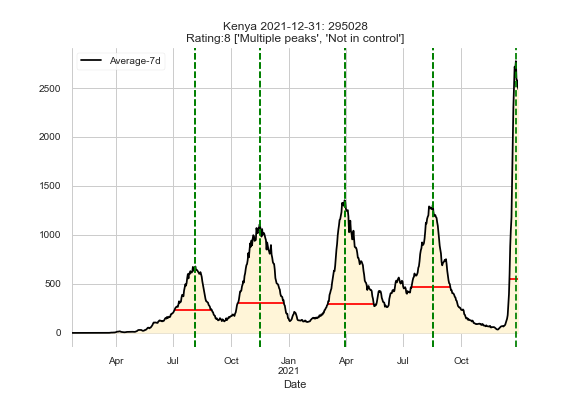 Kenya 2021-12-31: 295028
Rating:8 ['Multiple peaks', 'Not in control']
Average-7d
2500
2000
1500
1000
500
0
Apr Jul Oct Jan Apr Jul Oct
2021
Date